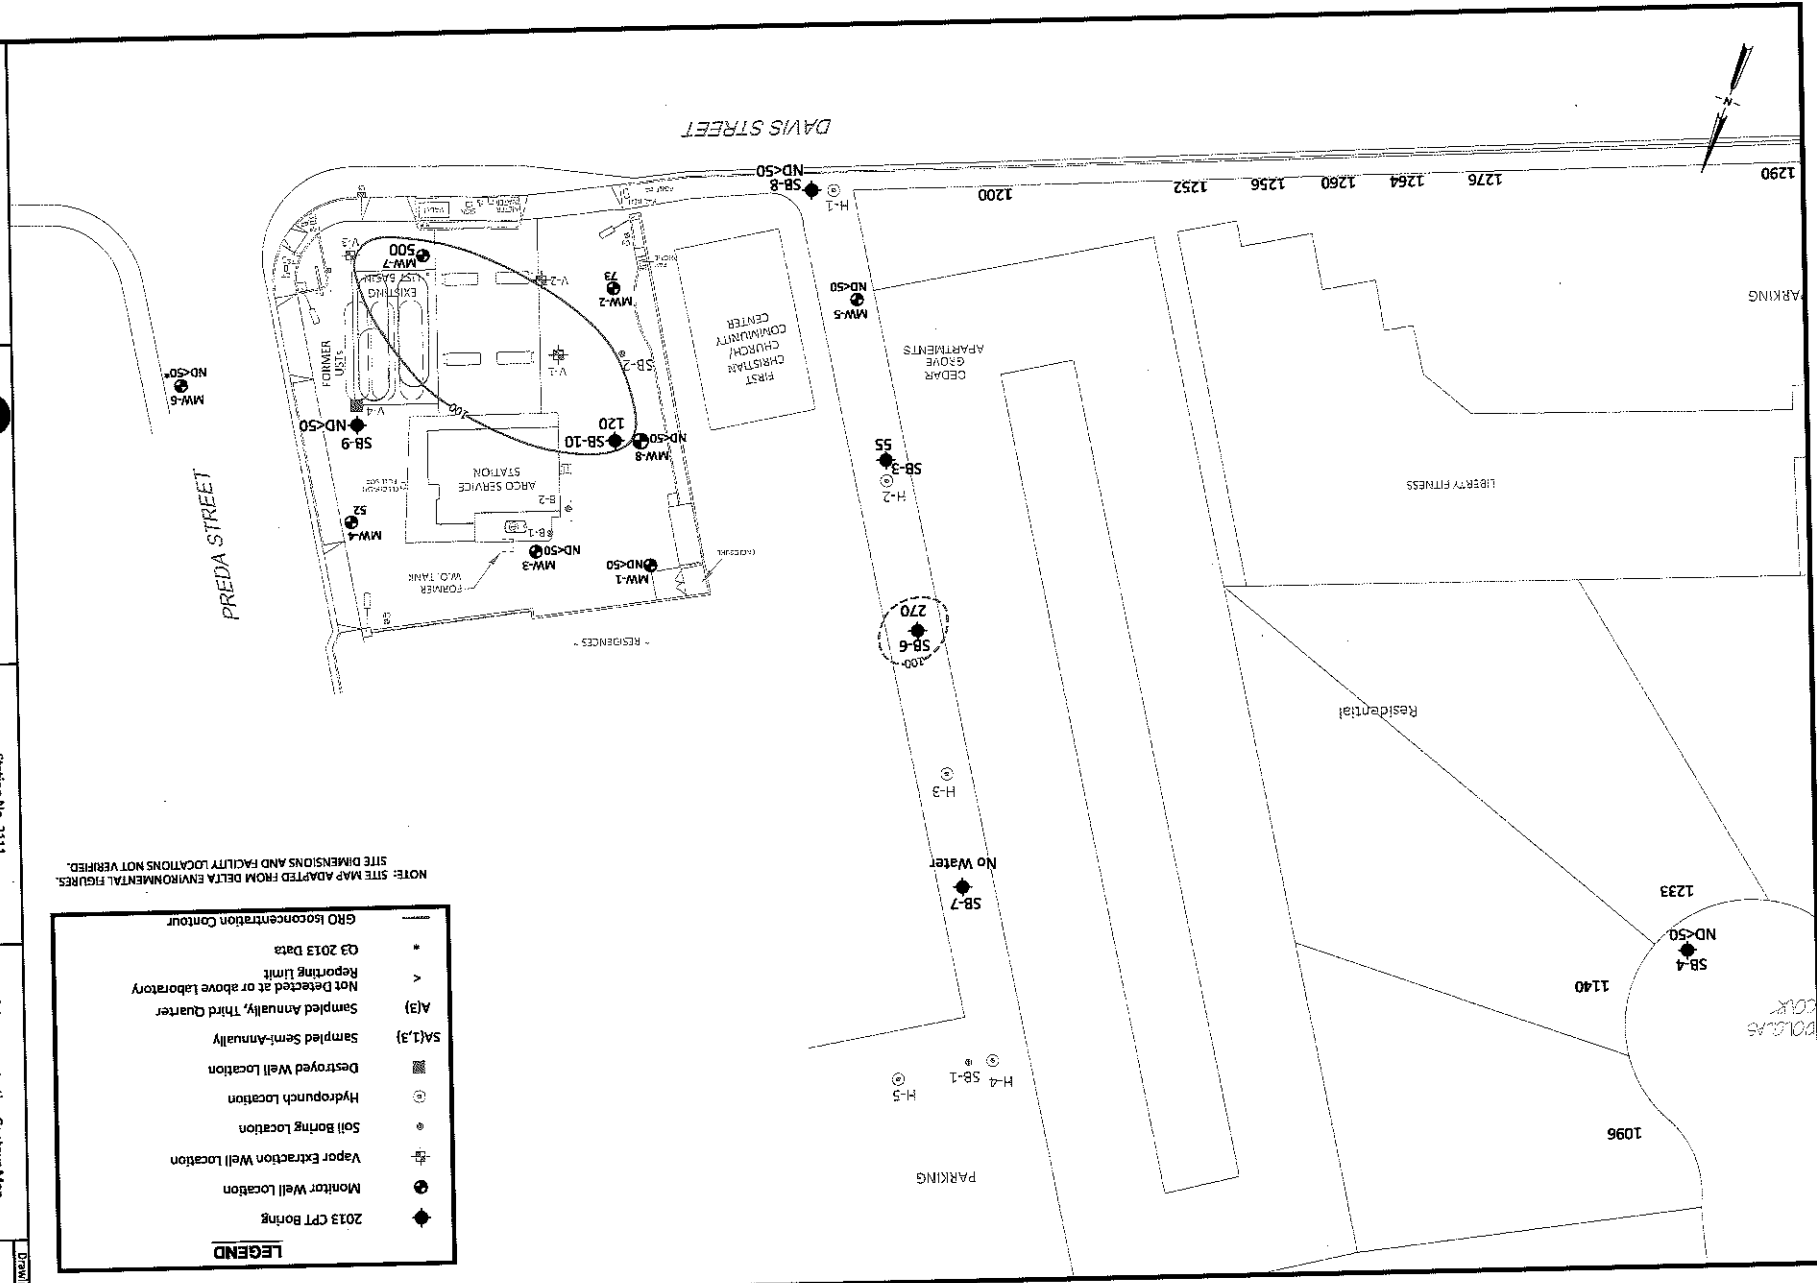 LEGEND
2013 CPT Boring
Monitor Well Location
Vapor Extraction Well Location
Soil Boring Location
Hydropunch Location
Destroyed Well Location
SA(1,3) Sampled Semi-Annually
A(3) Sampled Annually, Third Quarter
< Not Detected at or above Laboratory
Reporting Limit
* Q3 2013 Data
GRO Isoconcentration Contour
NOTE: SITE MAP ADAPTED FROM DELTA ENVIRONMENTAL FIGURES.
SITE DIMENSIONS AND FACILITY LOCATIONS NOT VERIFIED.
PARKING
1096
H-4
SB-1
H-5
DOUGLAS
1140
SB-4
ND<50
1233
SB-7
No Water
H-3
Residential
100
SB-6
270
~ RESIDENCES ~
FORMER
W.O. TANK
MW-1
ND<50
MW-3
ND<50
MW-4
52
B-1
B-2
ARCO SERVICE
STATION
H-2
SB-3
55
LIBERTY FITNESS
MW-8
ND<50
SB-10
120
SB-9
ND<50
100
V-4
MW-6
ND<50*
PREDA STREET
FORMER
USTs
V-1
SB-2
FIRST
CHRISTIAN
CHURCH/
COMMUNITY
CENTER
CEDAR
GROVE
APARTMENTS
MW-5
ND<50
MW-2
73
V-2
EXISTING
UST BASIN
MW-7
500
V-3
PARKING
H-1
SB-8
ND<50
1200
1252
1256
1260
1264
1276
1290
DAVIS STREET
N